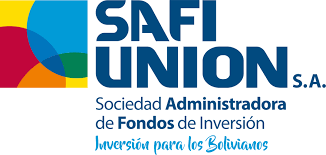 SAFI
UNION S.A.
Sociedad Administradora
de Fondos de Inversión
Inversión para los Bolivianos